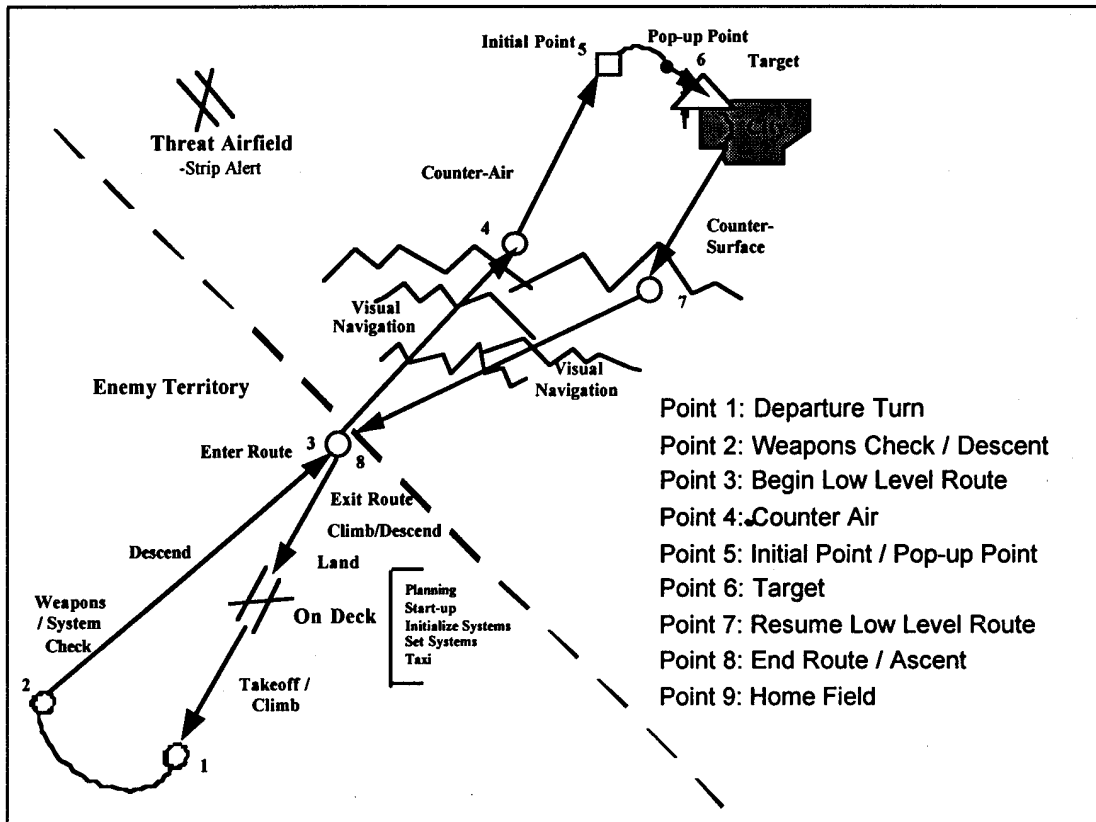 Initial Point
5
Pop-up Point
6
Target
City
Threat Airfield
-Strip Alert
Counter-Air
4
Counter-
Surface
7
Visual
Navigation
Visual
Navigation
Enemy Territory
Enter Route
3
8
Exit Route
Climb/Descend
Land
Descend
On Deck
Planning
Start-up
Initialize Systems
Set Systems
Taxi
Weapons
/ System
Check
2
Takeoff /
Climb
1
Point 1: Departure Turn
Point 2: Weapons Check / Descent
Point 3: Begin Low Level Route
Point 4: Counter Air
Point 5: Initial Point / Pop-up Point
Point 6: Target
Point 7: Resume Low Level Route
Point 8: End Route / Ascent
Point 9: Home Field